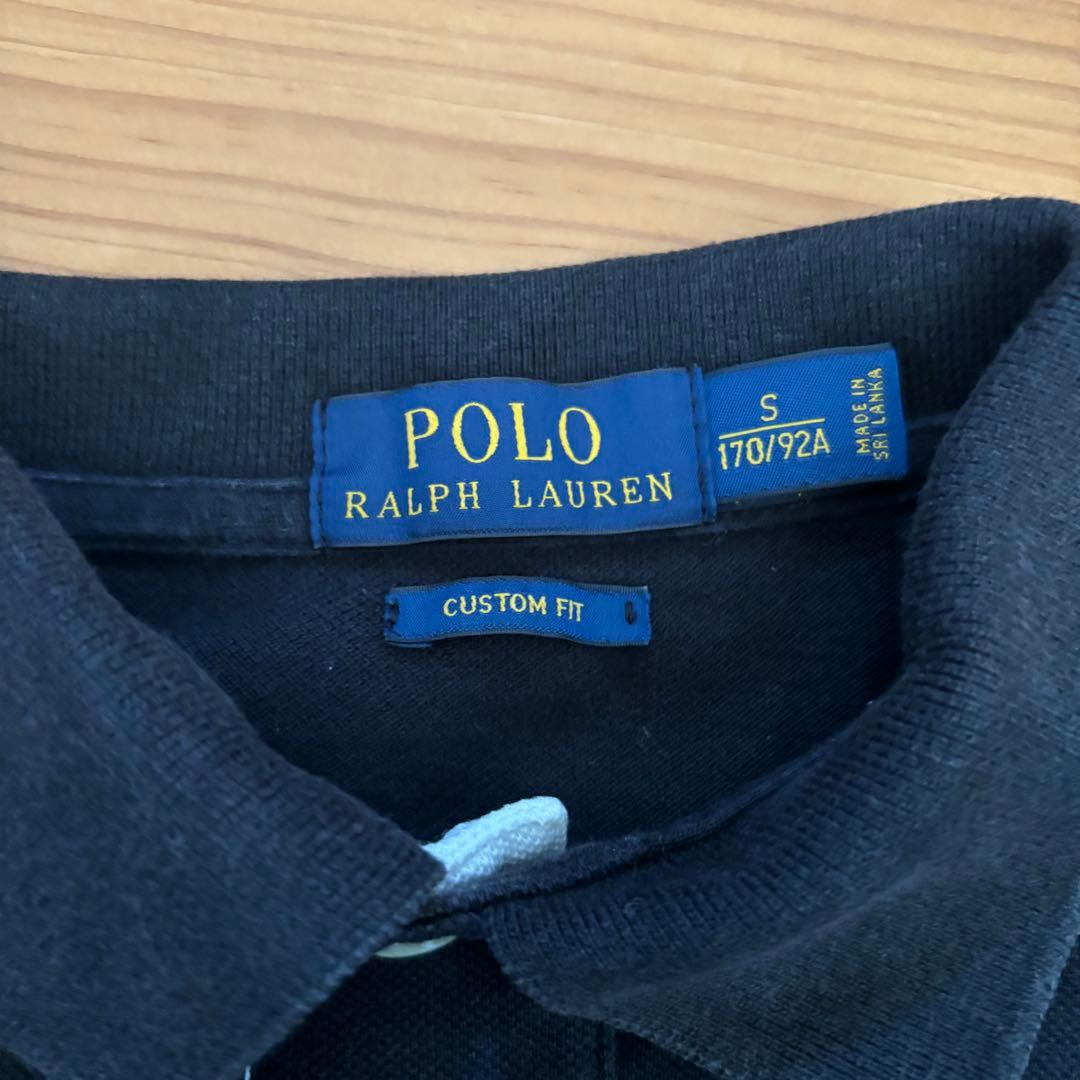 POLO
RALPH LAUREN
S
170/92A
MADE IN
SRI LANKA
CUSTOM FIT